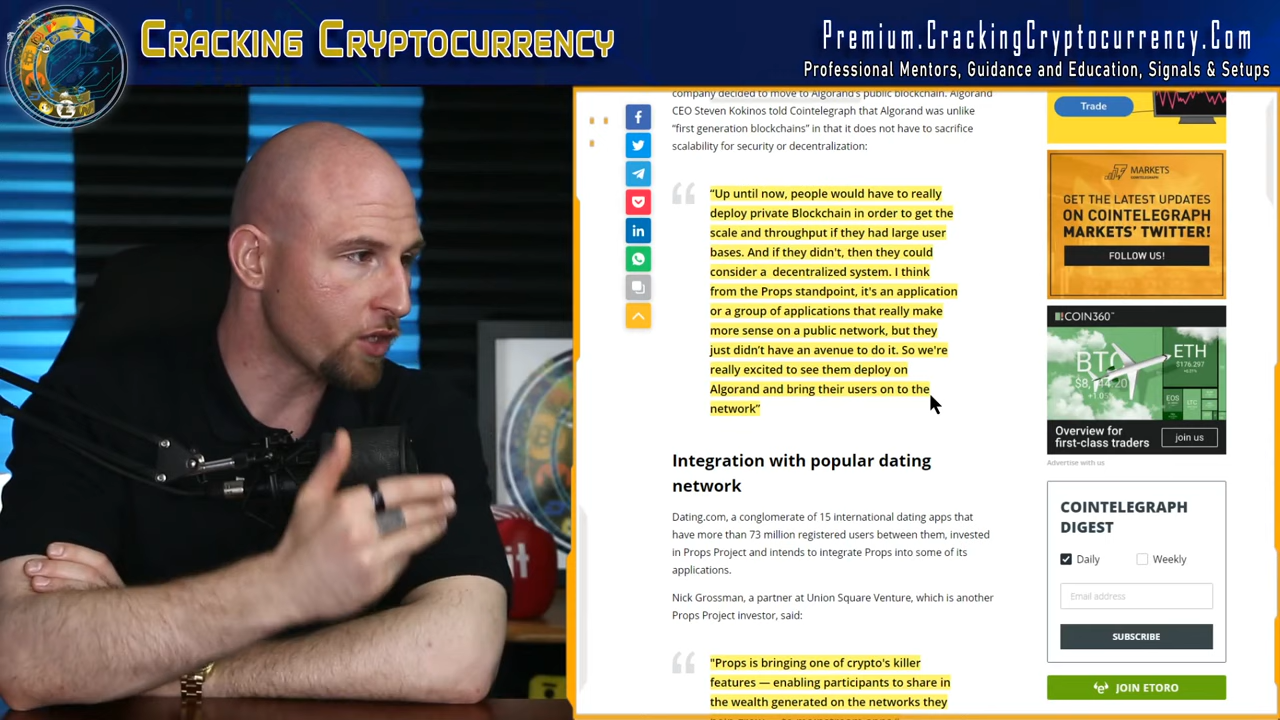 CRACKING CRYPTOCURRENCY
Premium.CrackingCryptocurrency.Com
Professional Mentors, Guidance and Education, Signals & Setups
company decided to move to Algorand's public blockchain. Algorand
CEO Steven Kokinos told Cointelegraph that Algorand was unlike
“first generation blockchains” in that it does not have to sacrifice
scalability for security or decentralization:
“Up until now, people would have to really
deploy private Blockchain in order to get the
scale and throughput if they had large user
bases. And if they didn't, then they could
consider a decentralized system. I think
from the Props standpoint, it's an application
or a group of applications that really make
more sense on a public network, but they
just didn’t have an avenue to do it. So we're
really excited to see them deploy on
Algorand and bring their users on to the
network”
Integration with popular dating
network
Dating.com, a conglomerate of 15 international dating apps that
have more than 73 million registered users between them, invested
in Props Project and intends to integrate Props into some of its
applications.
Nick Grossman, a partner at Union Square Venture, which is another
Props Project investor, said:
"Props is bringing one of crypto's killer
features — enabling participants to share in
the wealth generated on the networks they
Trade
MARKETS
COINTELEGRAPH
GET THE LATEST UPDATES
ON COINTELEGRAPH
MARKETS' TWITTER!
FOLLOW US!
COIN360
BTC
ETH
$176.297
EOS
Overview for
first-class traders
join us
Advertise with us
COINTELEGRAPH
DIGEST
Daily
Weekly
Email address
SUBSCRIBE
JOIN ETORO